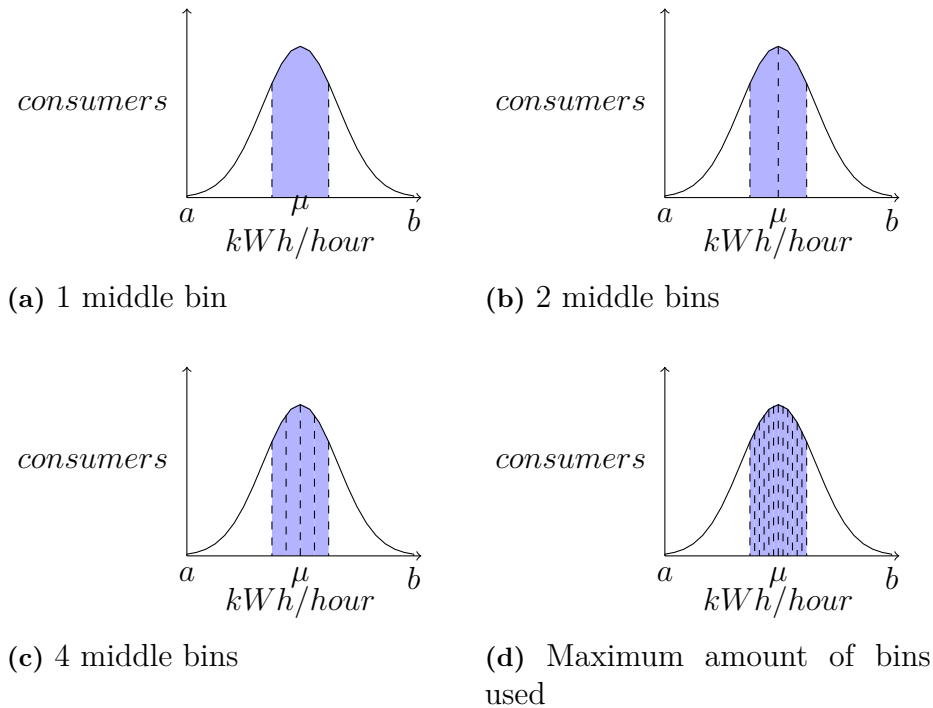 consumers
a
μ
b
kWh/hour
(a) 1 middle bin
consumers
a
μ
b
kWh/hour
(b) 2 middle bins
consumers
a
μ
b
kWh/hour
(c) 4 middle bins
consumers
a
μ
b
kWh/hour
(d) Maximum amount of bins
used